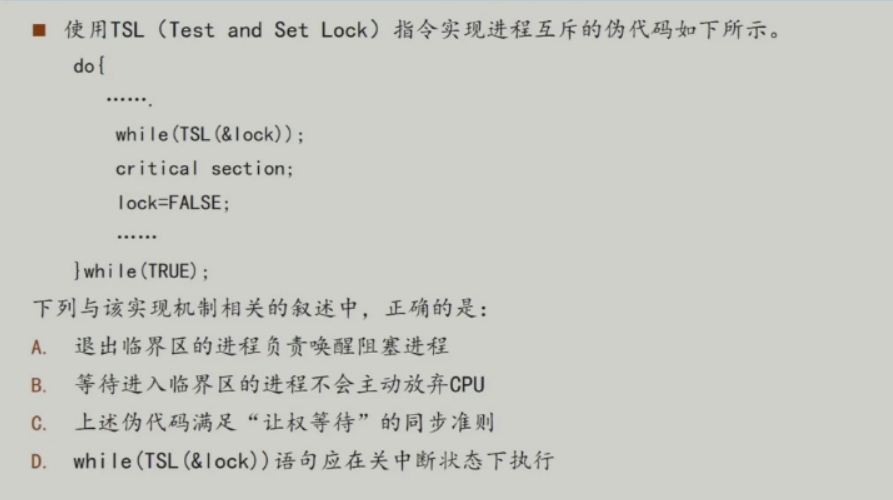 ■ 使用TSL（Test and Set Lock）指令实现进程互斥的伪代码如下所示。
do{
…….
while(TSL(&lock));
critical section;
lock=FALSE;
……
}while(TRUE);
下列与该实现机制相关的叙述中，正确的是：
A. 退出临界区的进程负责唤醒阻塞进程
B. 等待进入临界区的进程不会主动放弃CPU
C. 上述伪代码满足“让权等待”的同步准则
D. while(TSL(&lock))语句应在关中断状态下执行